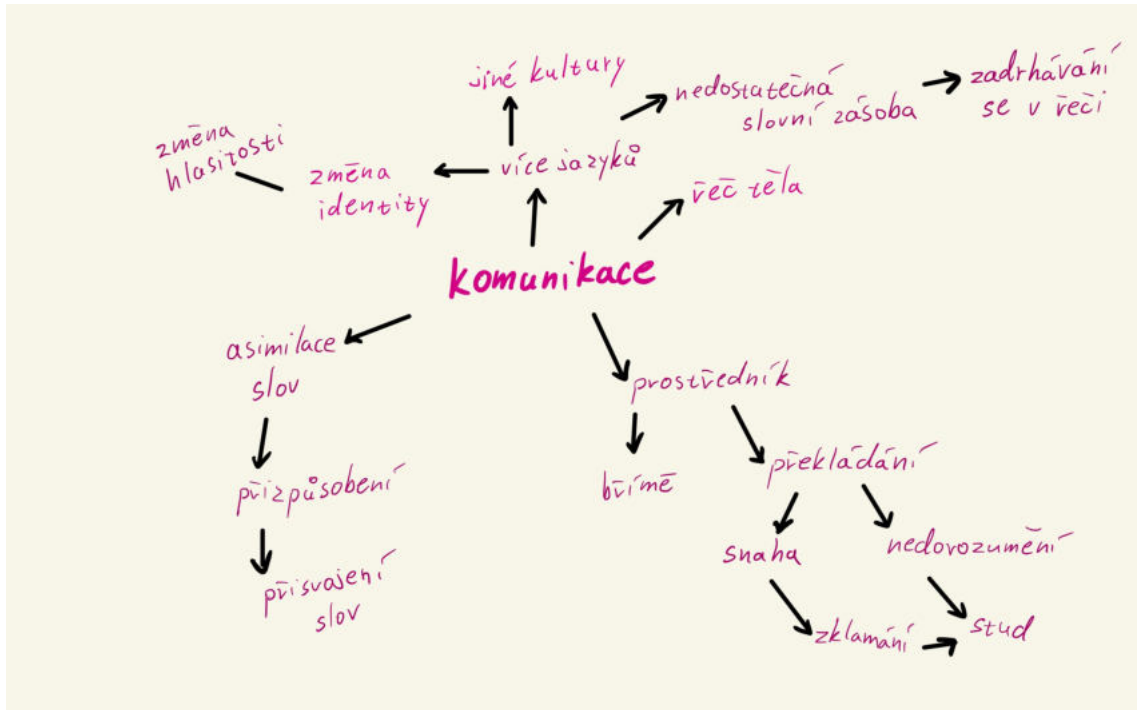 jiné kultury
nedostatečná
slovní zásoba
zadrhávání
se v řeči
změna
hlasitosti
změna
identity
více jazyků
řeč těla
komunikace
asimilace
slov
prostředník
přizpůsobení
břímě
překládání
přisvajení
slov
snaha
nedorozumění
zklamání
stud